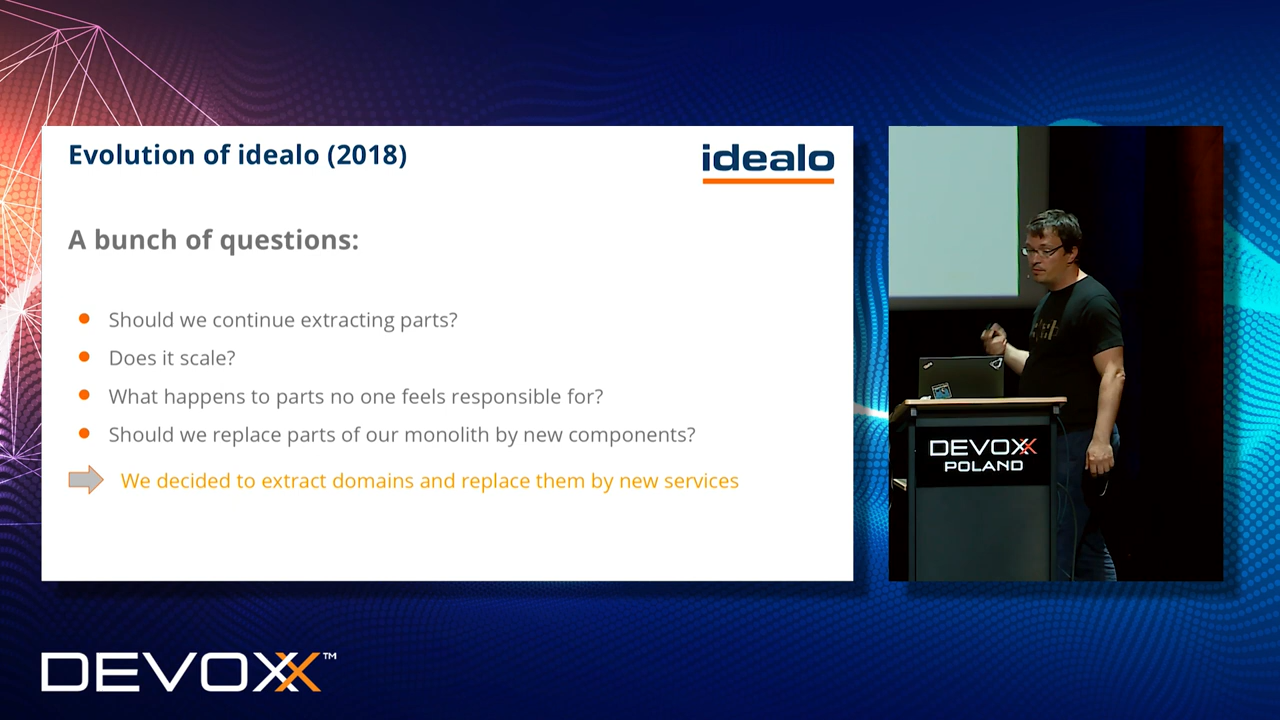 Evolution of idealo (2018)
idealo
A bunch of questions:
Should we continue extracting parts?
Does it scale?
What happens to parts no one feels responsible for?
Should we replace parts of our monolith by new components?
We decided to extract domains and replace them by new services
DEVOXX
POLAND
DEVOXX™